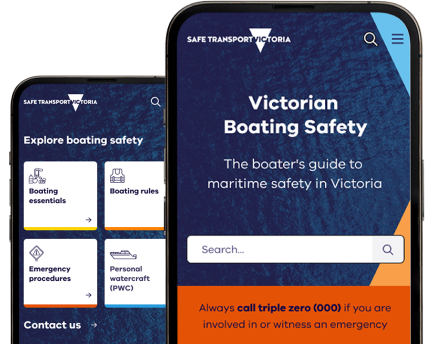 SAFE TRANSPORT VICTORIA
Explore boating safety
Boating
essentials
Boating rules
Emergency
procedures
Personal
watercraft
(PWC)
Contact us
SAFE TRANSPORT VICTORIA
Victorian
Boating Safety
The boater's guide to
maritime safety in Victoria
Search...
Always call triple zero (000) if you are
involved in or witness an emergency